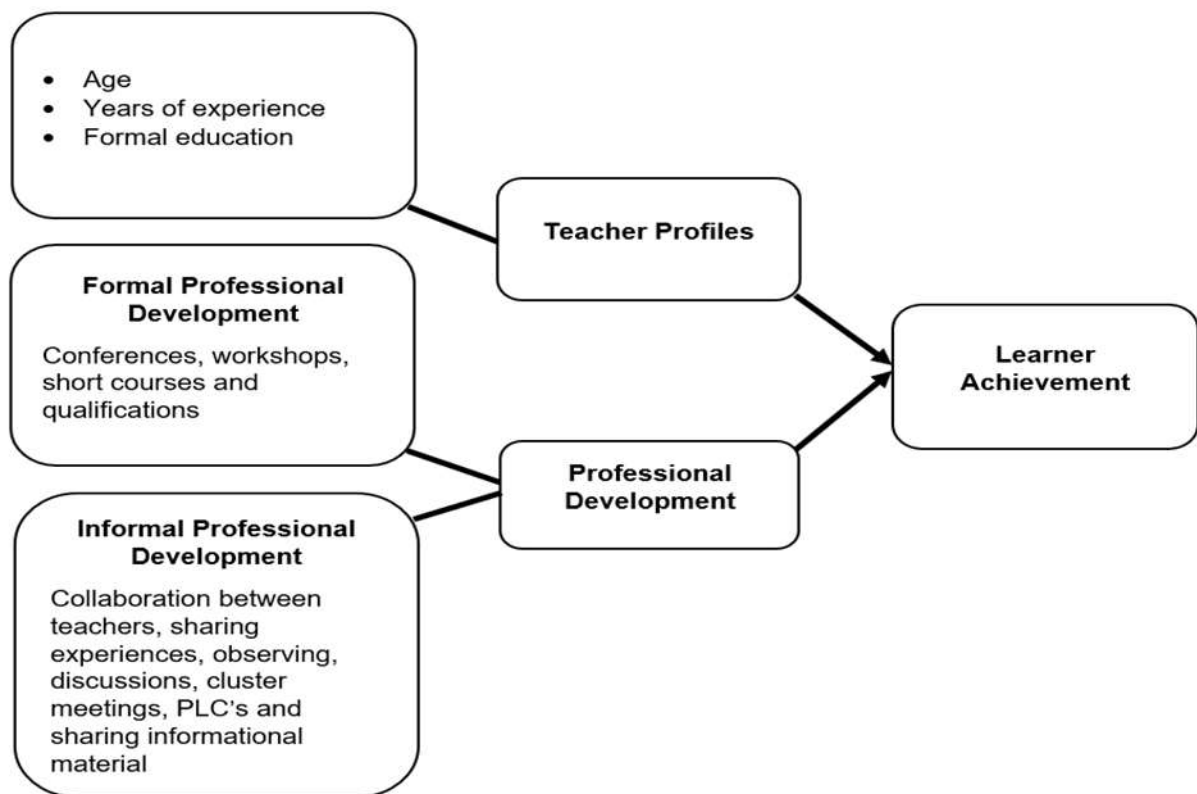 • Age
• Years of experience
• Formal education
Teacher Profiles
Formal Professional
Development
Conferences, workshops,
short courses and
qualifications
Learner
Achievement
Professional
Development
Informal Professional
Development
Collaboration between
teachers, sharing
experiences, observing,
discussions, cluster
meetings, PLC's and
sharing informational
material